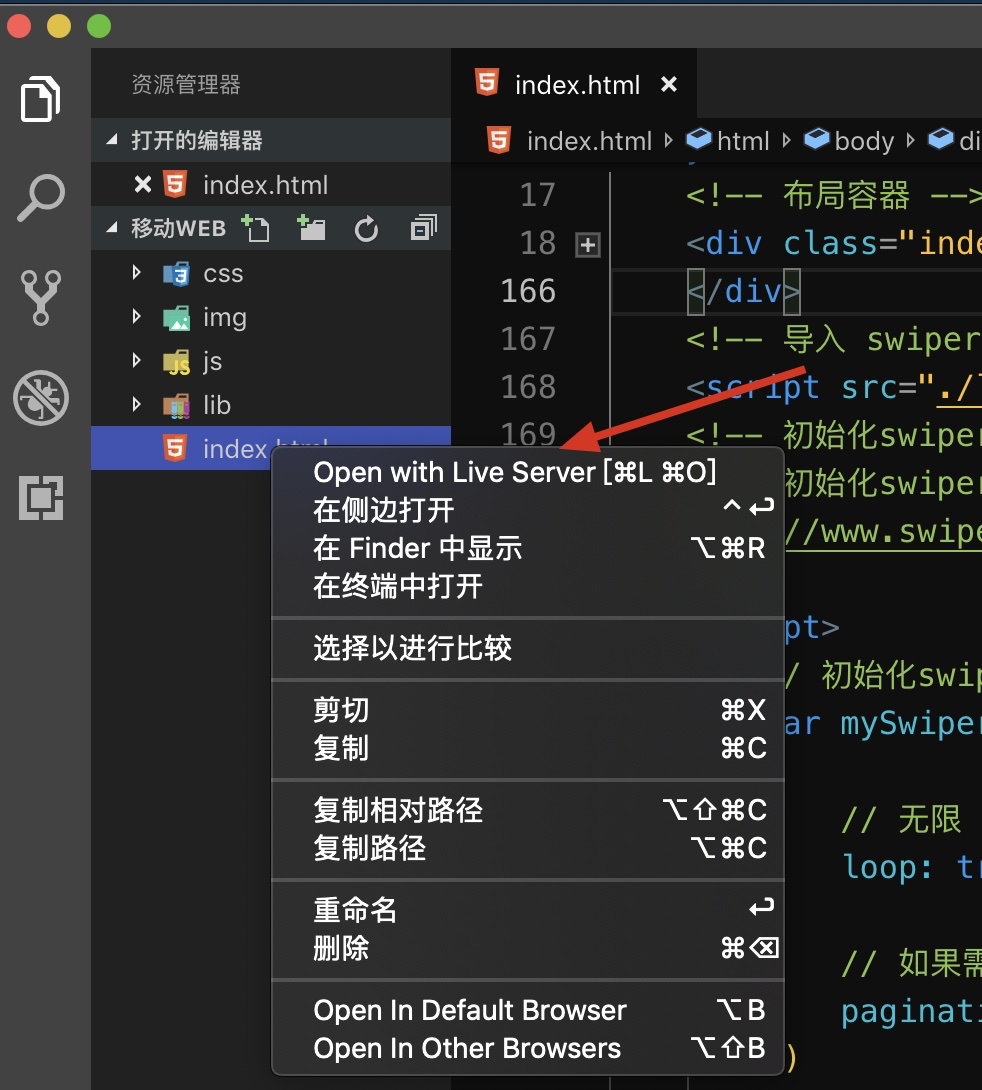 资源管理器
打开的编辑器
index.html
移动WEB
css
img
js
lib
index.html
index.html
index.html html body di
17 <!-- 布局容器 -->
18 <div class="inde
166 </div>
167 <!-- 导入 swiper
168 <script src="./l
169 <!-- 初始化swiper
初始化swiper
//www.swipe
pt>
/ 初始化swip
ar mySwiper
// 无限
loop: tr
// 如果需
paginati
)
Open with Live Server [⌘L ⌘O]
在侧边打开 ^↩
在 Finder 中显示 ⌥⌘R
在终端中打开
选择以进行比较
剪切 ⌘X
复制 ⌘C
复制相对路径 ⌥⇧⌘C
复制路径 ⌥⌘C
重命名 ↩
删除 ⌘⌫
Open In Default Browser ⌥B
Open In Other Browsers ⌥⇧B